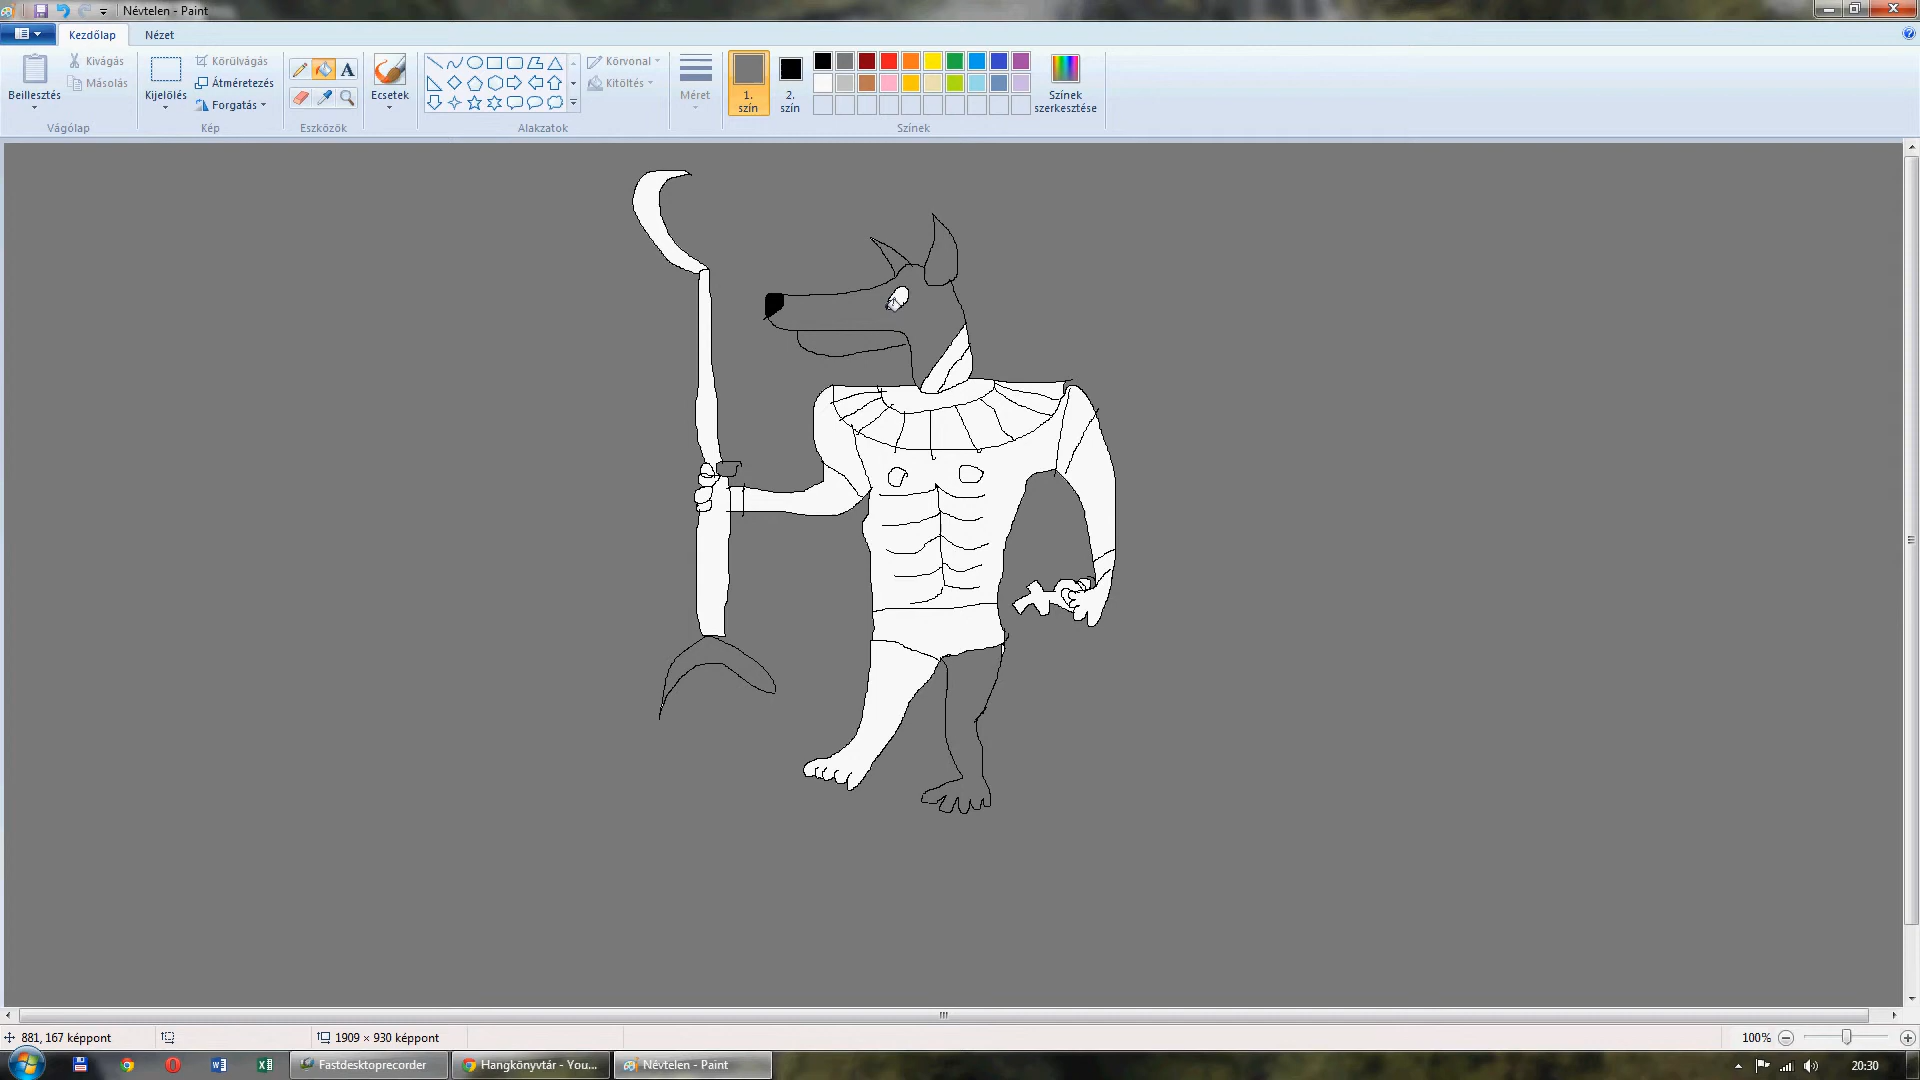 Névtelen - Paint
Kezdőlap
Nézet
Beillesztés
Kivágás
Másolás
Vágólap
Kijelölés
Körülvágás
Átméretezés
Forgatás
Kép
A
Eszközök
Ecsetek
Körvonal
Kitöltés
Alakzatok
Méret
1.
szín
2.
szín
Színek
szerkesztése
Színek
881, 167 képpont
1909 × 930 képpont
100%
Fastdesktoprecorder
Hangkönyvtár - You...
Névtelen - Paint
20:30